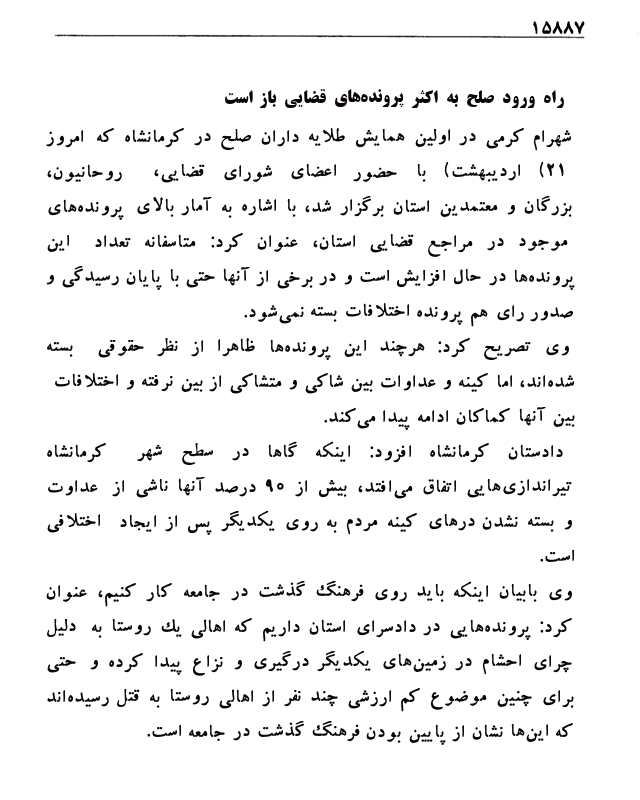 ۱۵۸۸۷
راه ورود صلح به اکثر پرونده‌های قضایی باز است
شهرام کرمی در اولین همایش طلایه داران صلح در کرمانشاه که امروز
۲۱) اردیبهشت) با حضور اعضای شورای قضایی، روحانیون،
بزرگان و معتمدین استان برگزار شد، با اشاره به آمار بالای پرونده‌های
موجود در مراجع قضایی استان، عنوان کرد: متاسفانه تعداد این
پرونده‌ها در حال افزایش است و در برخی از آنها حتی با پایان رسیدگی و
صدور رای هم پرونده اختلافات بسته نمی‌شود.
وی تصریح کرد: هرچند این پرونده‌ها ظاهرا از نظر حقوقی بسته
شده‌اند، اما کینه و عداوات بین شاکی و متشاکی از بین نرفته و اختلافات
بین آنها کماکان ادامه پیدا می‌کند.
دادستان کرمانشاه افزود: اینکه گاها در سطح شهر کرمانشاه
تیراندازی‌هایی اتفاق می‌افتد، بیش از ۹۰ درصد آنها ناشی از عداوت
و بسته نشدن درهای کینه مردم به روی یکدیگر پس از ایجاد اختلافی
است.
وی بابیان اینکه باید روی فرهنگ گذشت در جامعه کار کنیم، عنوان
کرد: پرونده‌هایی در دادسرای استان داریم که اهالی یك روستا به دلیل
چرای احشام در زمین‌های یکدیگر درگیری و نزاع پیدا کرده و حتی
برای چنین موضوع کم ارزشی چند نفر از اهالی روستا به قتل رسیده‌اند
که این‌ها نشان از پایین بودن فرهنگ گذشت در جامعه است.